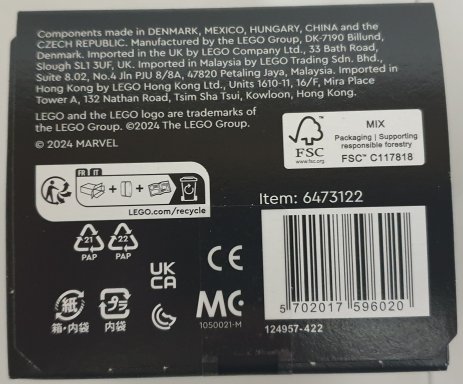 Components made in DENMARK, MEXICO, HUNGARY, CHINA and the
CZECH REPUBLIC. Manufactured by the LEGO Group, DK-7190 Billund,
Denmark. Imported in the UK by LEGO Company Ltd., 33 Bath Road,
Slough SL1 3UF, UK. Imported in Malaysia by LEGO Trading Sdn. Bhd.,
Suite 8.02, No.4 Jln PJU 8/8A, 47820 Petaling Jaya, Malaysia. Imported in
Hong Kong by LEGO Hong Kong Ltd., Units 1610-11, 16/F, Mira Place
Tower A, 132 Nathan Road, Tsim Sha Tsui, Kowloon, Hong Kong.
LEGO and the LEGO logo are trademarks of
the LEGO Group. ©2024 The LEGO Group.
© 2024 MARVEL
FSC
www.fsc.org
MIX
Packaging | Supporting
responsible forestry
FSC™ C117818
FR IT
LEGO.com/recycle
Item: 6473122
21
PAP
22
PAP
UK
CA
CE
紙
箱・内袋
プラ
内袋
MC
1050021-M
5 702017 596020
124957-422